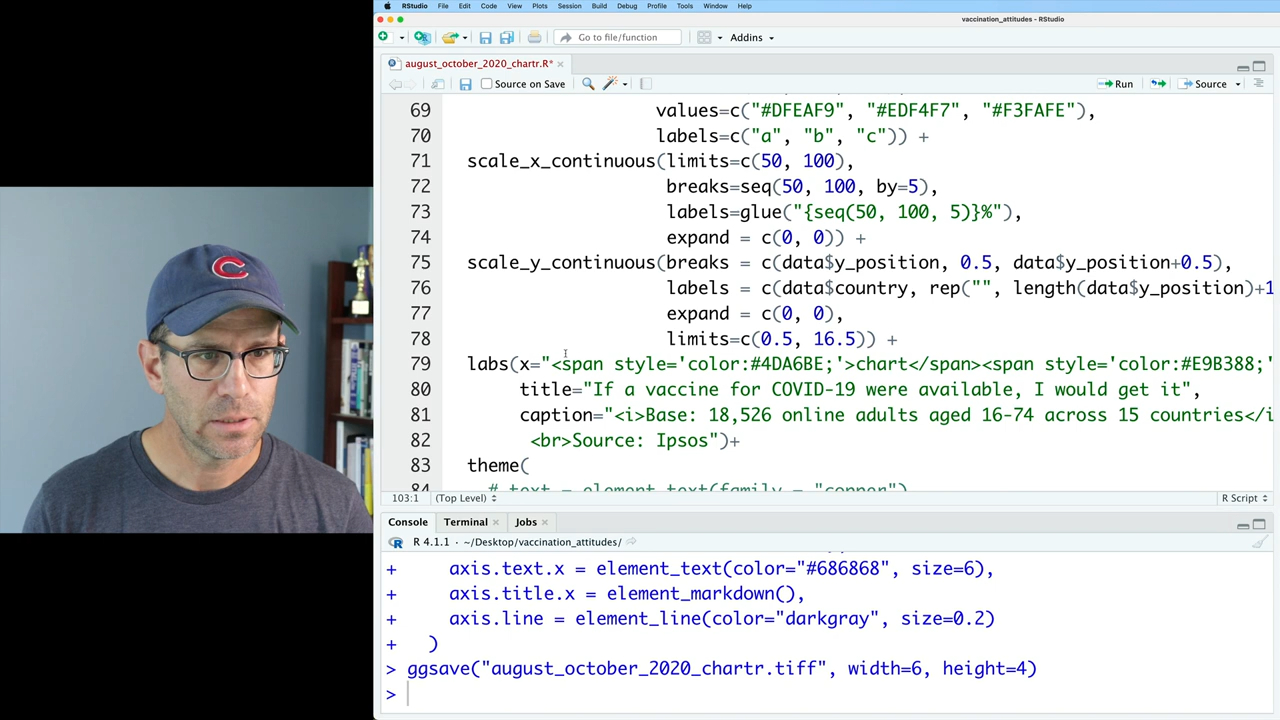 RStudio File Edit Code View Plots Session Build Debug Profile Tools Window Help
vaccination_attitudes - RStudio
Go to file/function Addins
august_october_2020_chartr.R*
Source on Save Run Source
69 values=c("#DFEAF9", "#EDF4F7", "#F3FAFE"),
70 labels=c("a", "b", "c")) +
71 scale_x_continuous(limits=c(50, 100),
72 breaks=seq(50, 100, by=5),
73 labels=glue("{seq(50, 100, 5)}%"),
74 expand = c(0, 0)) +
75 scale_y_continuous(breaks = c(data$y_position, 0.5, data$y_position+0.5),
76 labels = c(data$country, rep("", length(data$y_position)+1
77 expand = c(0, 0),
78 limits=c(0.5, 16.5)) +
79 labs(x="<span style='color:#4DA6BE;'>chart</span><span style='color:#E9B388;'
80 title="If a vaccine for COVID-19 were available, I would get it",
81 caption="<i>Base: 18,526 online adults aged 16-74 across 15 countries</i
82 <br>Source: Ipsos")+
83 theme(
84 # text = element_text(family = "copper")
103:1 (Top Level) R Script
Console Terminal Jobs
R 4.1.1 · ~/Desktop/vaccination_attitudes/
+ axis.text.x = element_text(color="#686868", size=6),
+ axis.title.x = element_markdown(),
+ axis.line = element_line(color="darkgray", size=0.2)
+ )
> ggsave("august_october_2020_chartr.tiff", width=6, height=4)
>